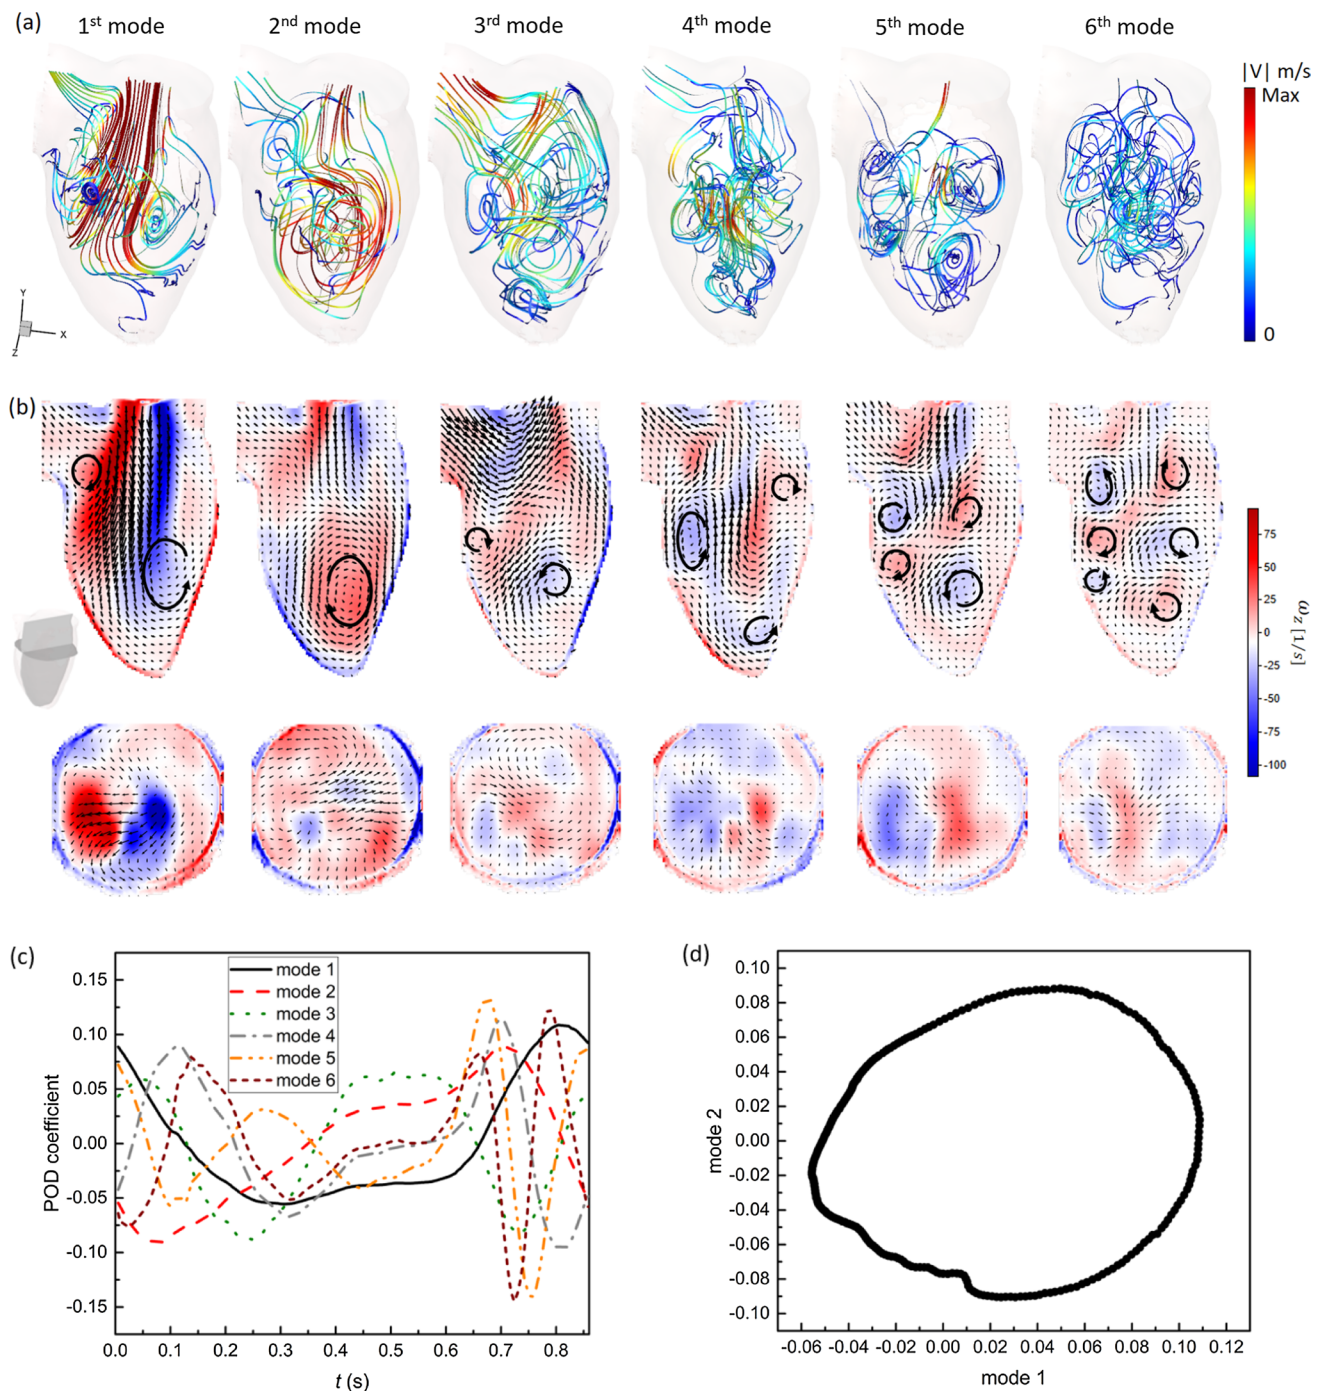 (a)
1st mode 2nd mode 3rd mode 4th mode 5th mode 6th mode
|V| m/s
Max
0
Y
X
Z
(b)
75
50
25
0
-25
-50
-75
-100
ωz [1/s]
(c)
mode 1
mode 2
mode 3
mode 4
mode 5
mode 6
0.15
0.10
0.05
0.00
-0.05
-0.10
-0.15
POD coefficient
0.0 0.1 0.2 0.3 0.4 0.5 0.6 0.7 0.8
t (s)
(d)
0.10
0.08
0.06
0.04
0.02
0.00
-0.02
-0.04
-0.06
-0.08
-0.10
mode 2
-0.06 -0.04 -0.02 0.00 0.02 0.04 0.06 0.08 0.10 0.12
mode 1